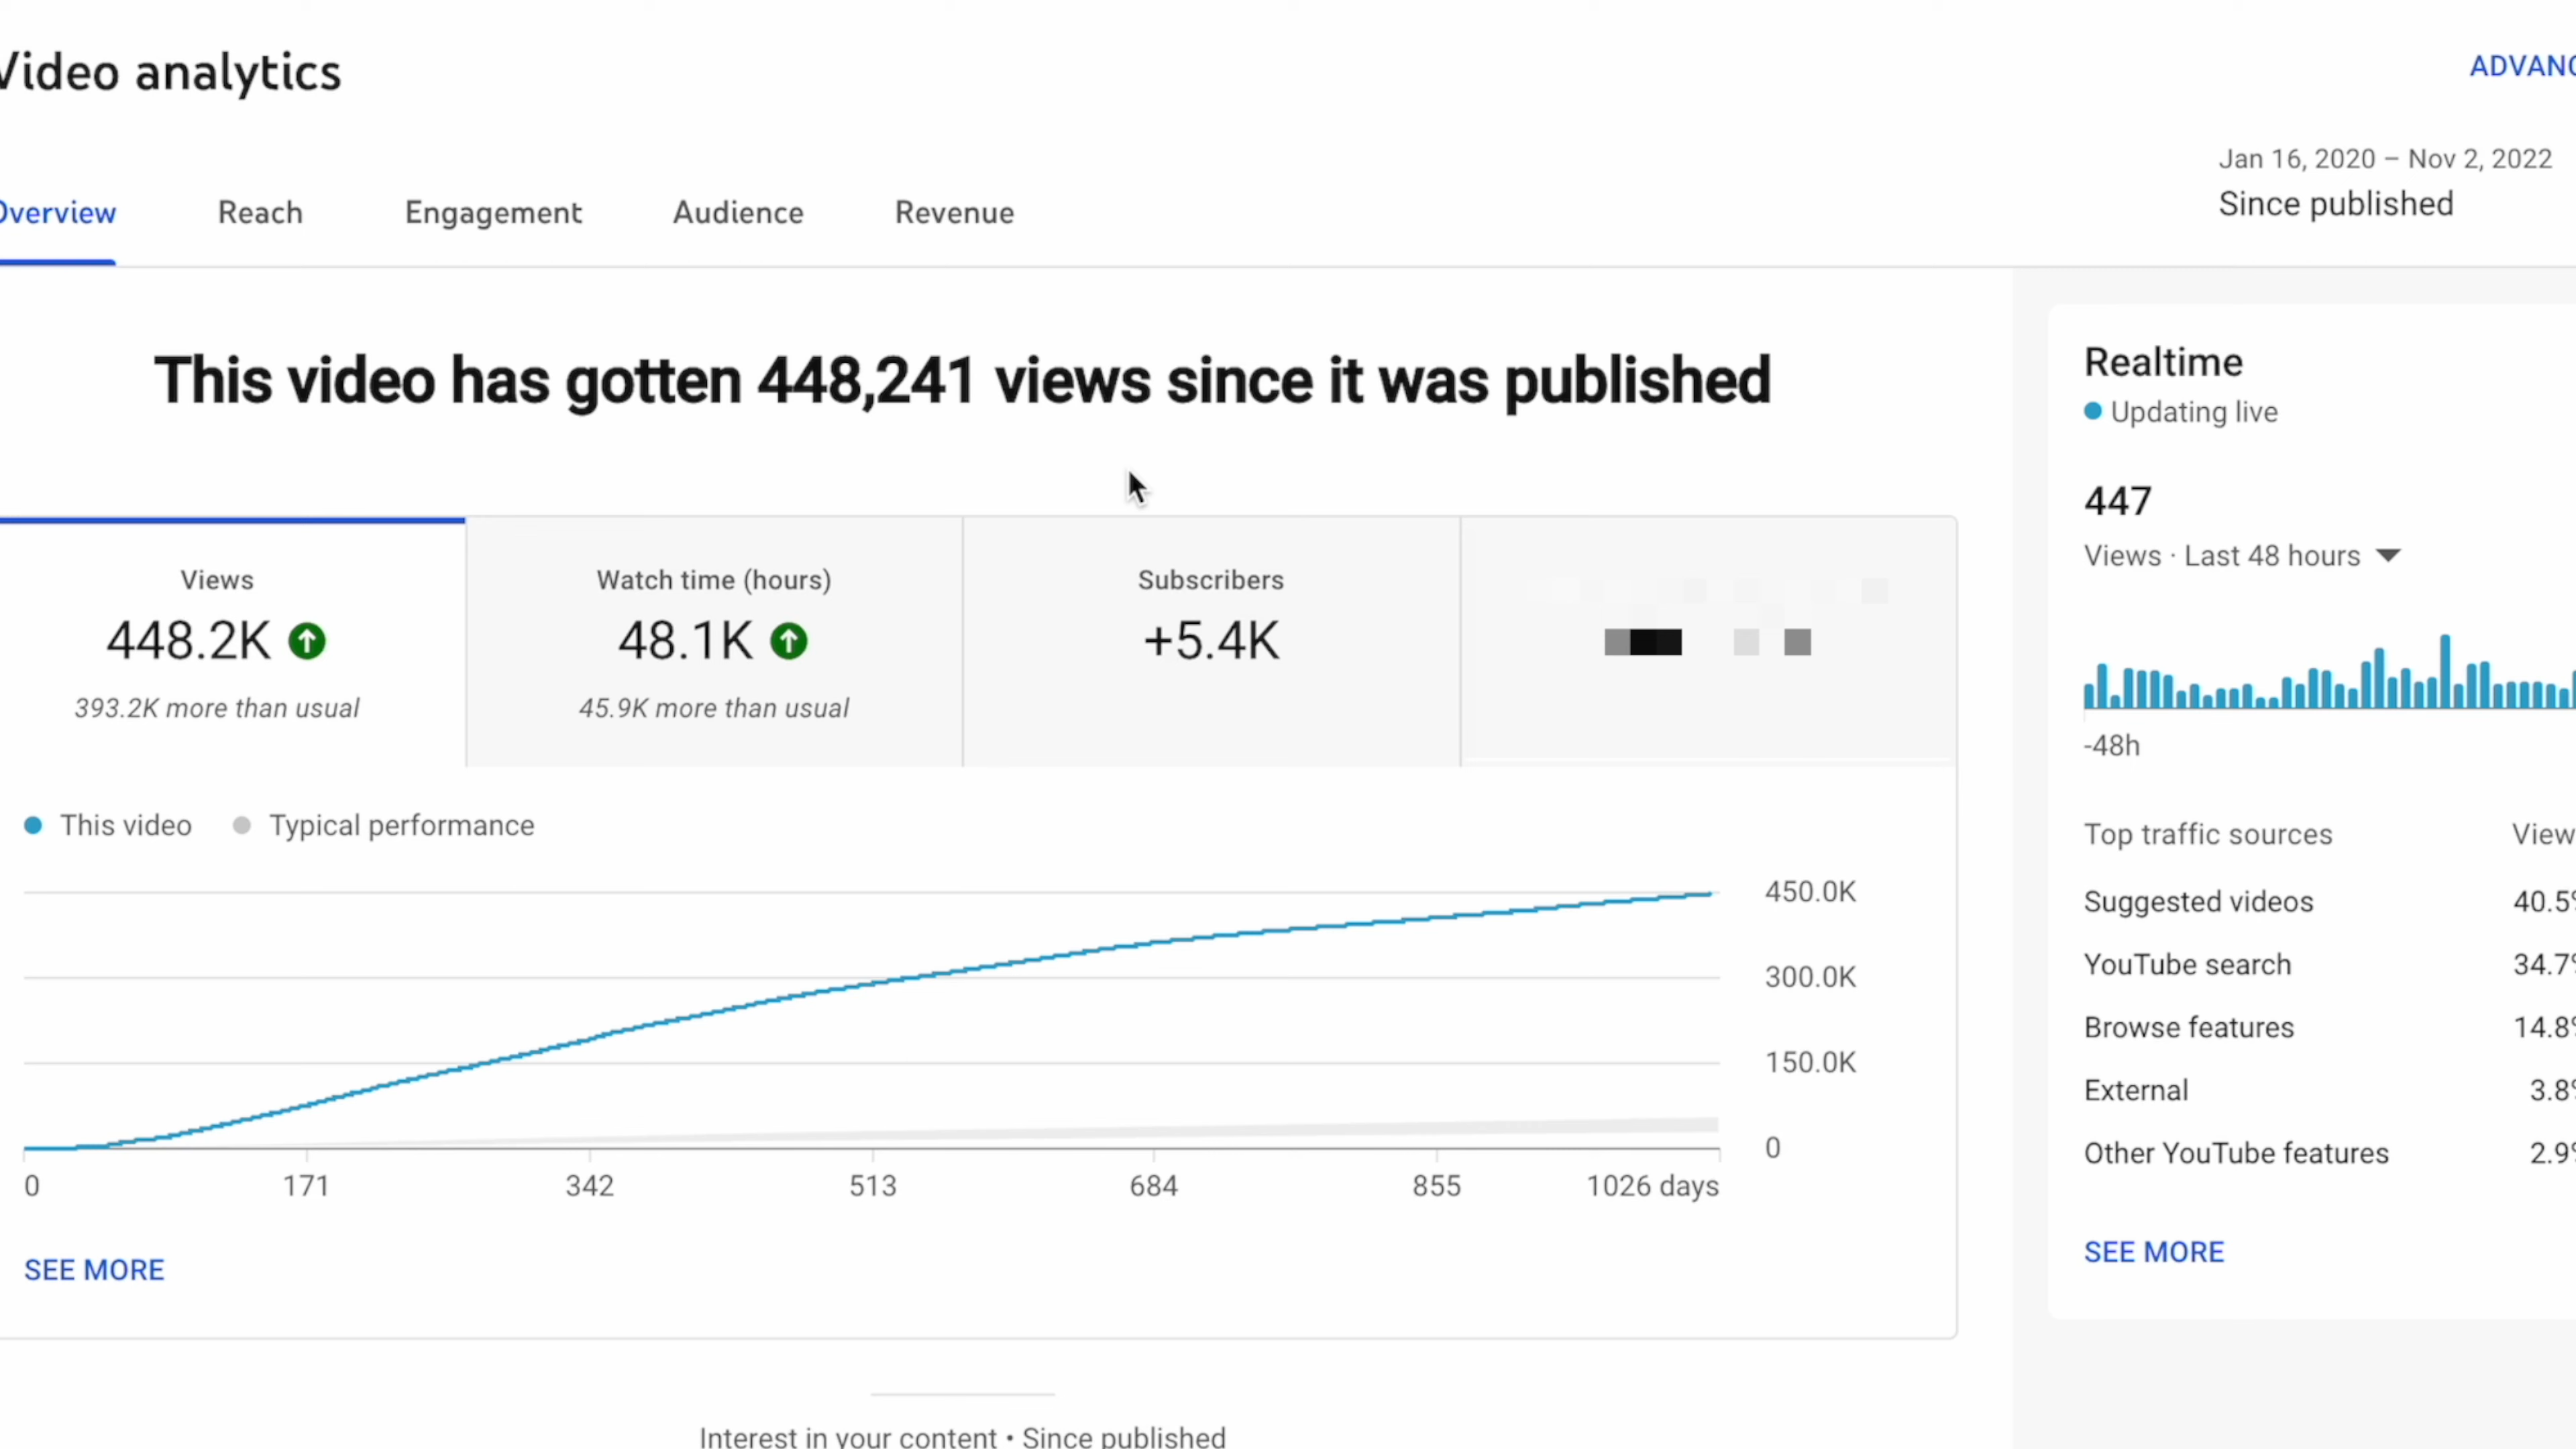 Video analytics
ADVANC
Jan 16, 2020 – Nov 2, 2022
Since published
Overview Reach Engagement Audience Revenue
This video has gotten 448,241 views since it was published
Views
448.2K
393.2K more than usual
Watch time (hours)
48.1K
45.9K more than usual
Subscribers
+5.4K
This video Typical performance
450.0K
300.0K
150.0K
0
0 171 342 513 684 855 1026 days
SEE MORE
Interest in your content • Since published
Realtime
Updating live
447
Views · Last 48 hours
-48h
Top traffic sources View
Suggested videos 40.5%
YouTube search 34.7%
Browse features 14.8%
External 3.8%
Other YouTube features 2.9%
SEE MORE